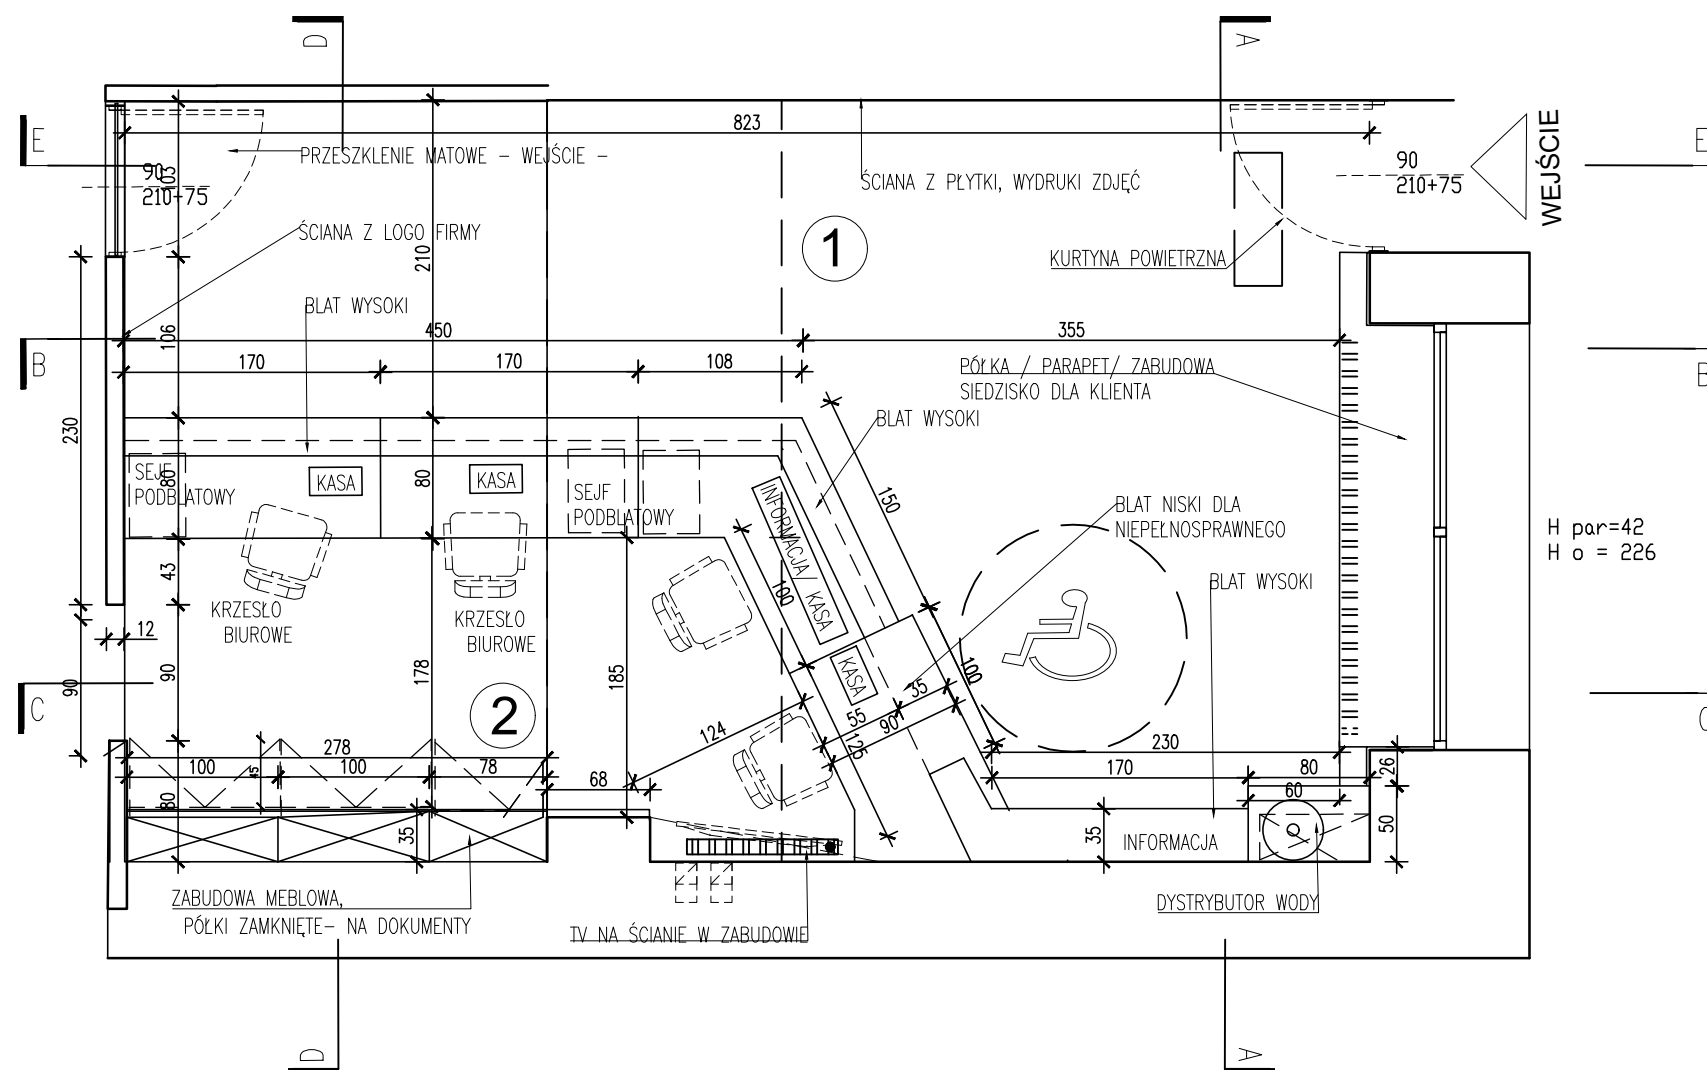 D
A
E
E
823
PRZESZKLENIE MATOWE – WEJŚCIE –
90
210+75
103
ŚCIANA Z PŁYTKI, WYDRUKI ZDJĘĆ
90
210+75
WEJŚCIE
ŚCIANA Z LOGO FIRMY
210
1
KURTYNA POWIETRZNA
BLAT WYSOKI
106
450
355
B
B
170
170
108
PÓŁKA / PARAPET/ ZABUDOWA
SIEDZISKO DLA KLIENTA
BLAT WYSOKI
230
SEJF
PODBLATOWY
80
KASA
80
KASA
SEJF
PODBLATOWY
INFORMACJA/ KASA
150
BLAT NISKI DLA
NIEPEŁNOSPRAWNEGO
H par=42
H o = 226
43
100
BLAT WYSOKI
KRZESŁO
BIUROWE
KRZESŁO
BIUROWE
12
90
90
178
185
KASA
100
C
C
2
35
55
90
124
126
278
230
100
45
100
78
68
170
80
26
80
60
35
35
INFORMACJA
50
ZABUDOWA MEBLOWA,
PÓŁKI ZAMKNIĘTE– NA DOKUMENTY
TV NA ŚCIANIE W ZABUDOWIE
DYSTRYBUTOR WODY
D
A